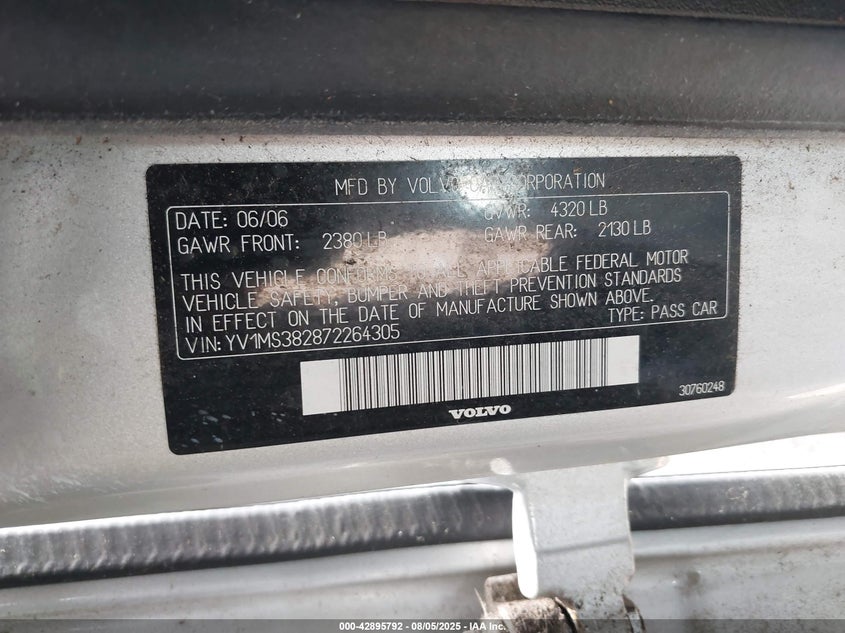 MFD BY VOLVO CAR CORPORATION
DATE: 06/06 GVWR: 4320 LB
GAWR FRONT: 2380 LB GAWR REAR: 2130 LB
THIS VEHICLE CONFORMS ALL APPLICABLE FEDERAL MOTOR
VEHICLE SAFETY, BUMPER AND THEFT PREVENTION STANDARDS
IN EFFECT ON THE DATE OF MANUFACTURE SHOWN ABOVE.
VIN: YV1MS382872264305 TYPE: PASS CAR
30760248
VOLVO
000-42895792 - 08/05/2025 - IAA Inc.